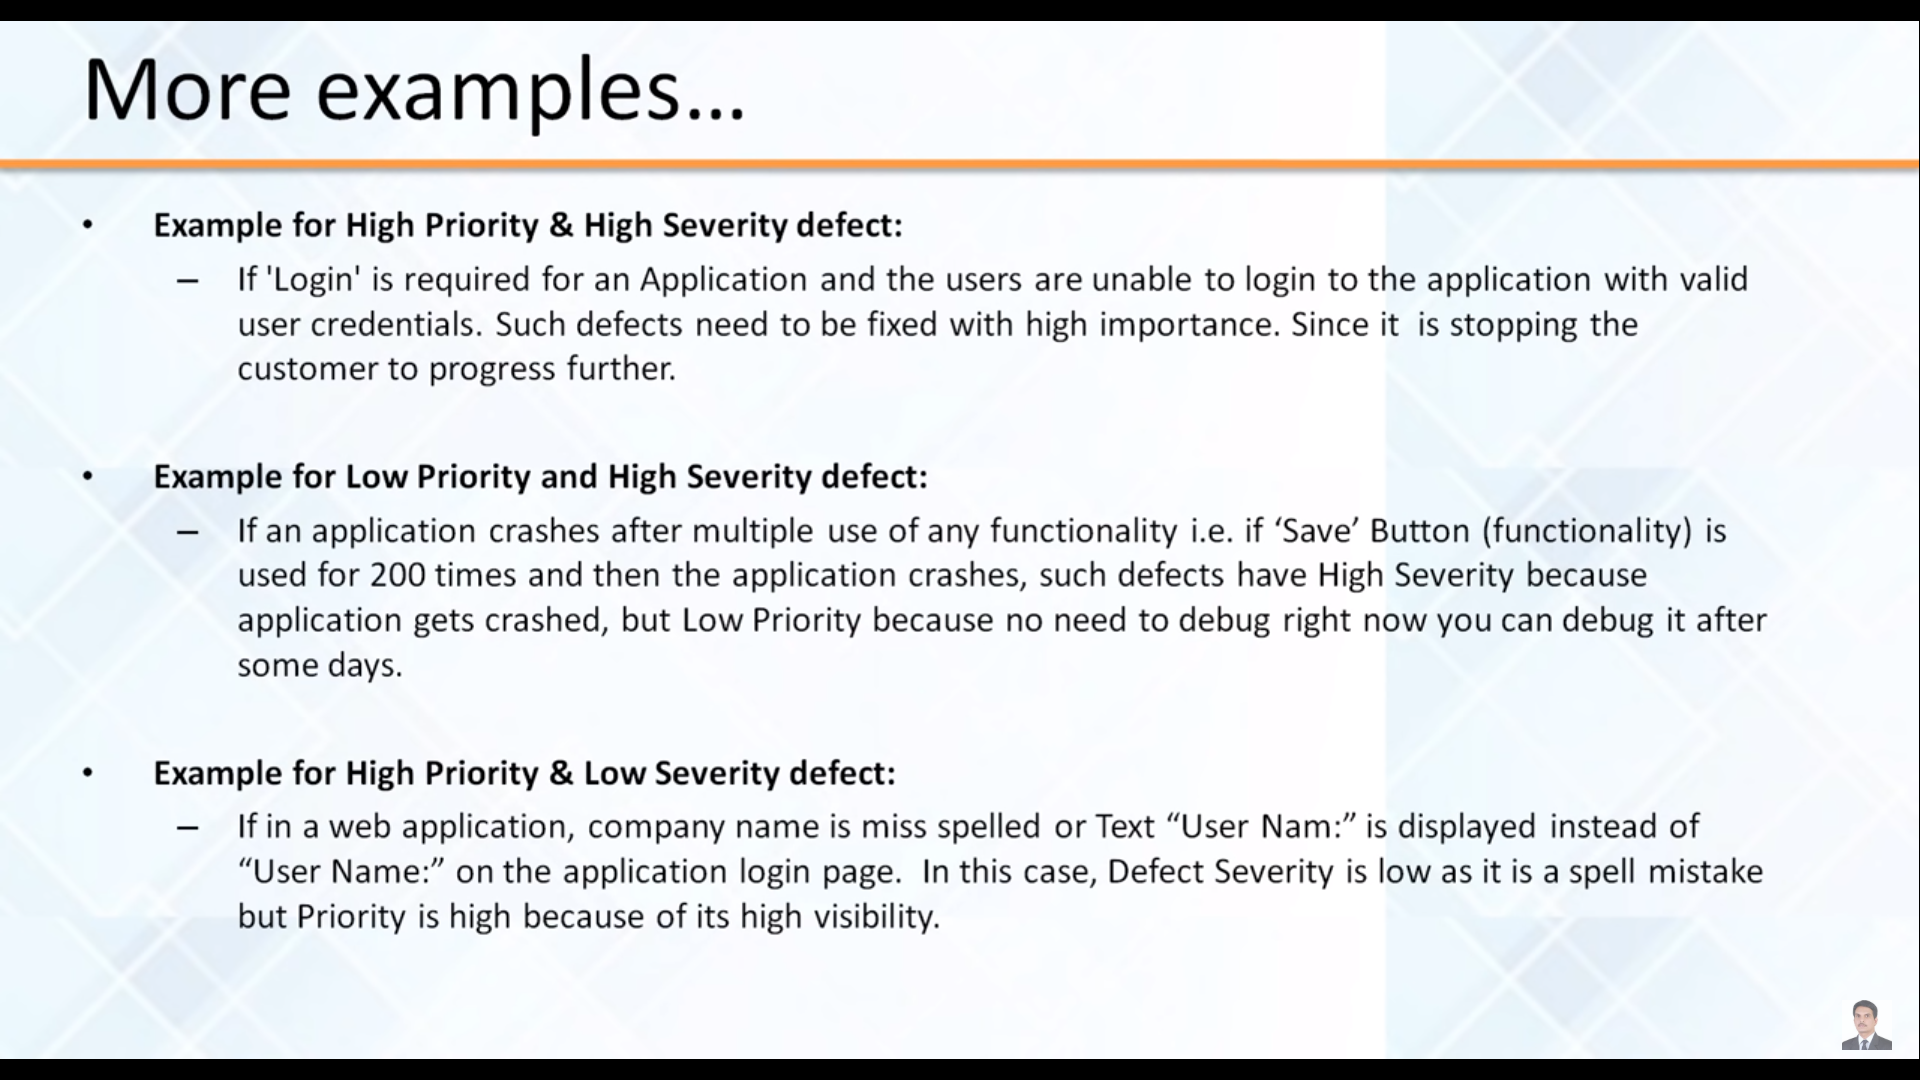 More examples...
• Example for High Priority & High Severity defect:
– If 'Login' is required for an Application and the users are unable to login to the application with valid
user credentials. Such defects need to be fixed with high importance. Since it  is stopping the
customer to progress further.
• Example for Low Priority and High Severity defect:
– If an application crashes after multiple use of any functionality i.e. if ‘Save’ Button (functionality) is
used for 200 times and then the application crashes, such defects have High Severity because
application gets crashed, but Low Priority because no need to debug right now you can debug it after
some days.
• Example for High Priority & Low Severity defect:
– If in a web application, company name is miss spelled or Text “User Nam:” is displayed instead of
“User Name:” on the application login page.  In this case, Defect Severity is low as it is a spell mistake
but Priority is high because of its high visibility.